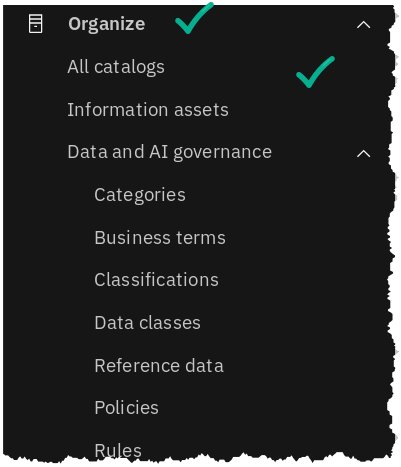 Organize
All catalogs
Information assets
Data and AI governance
Categories
Business terms
Classifications
Data classes
Reference data
Policies
Rules